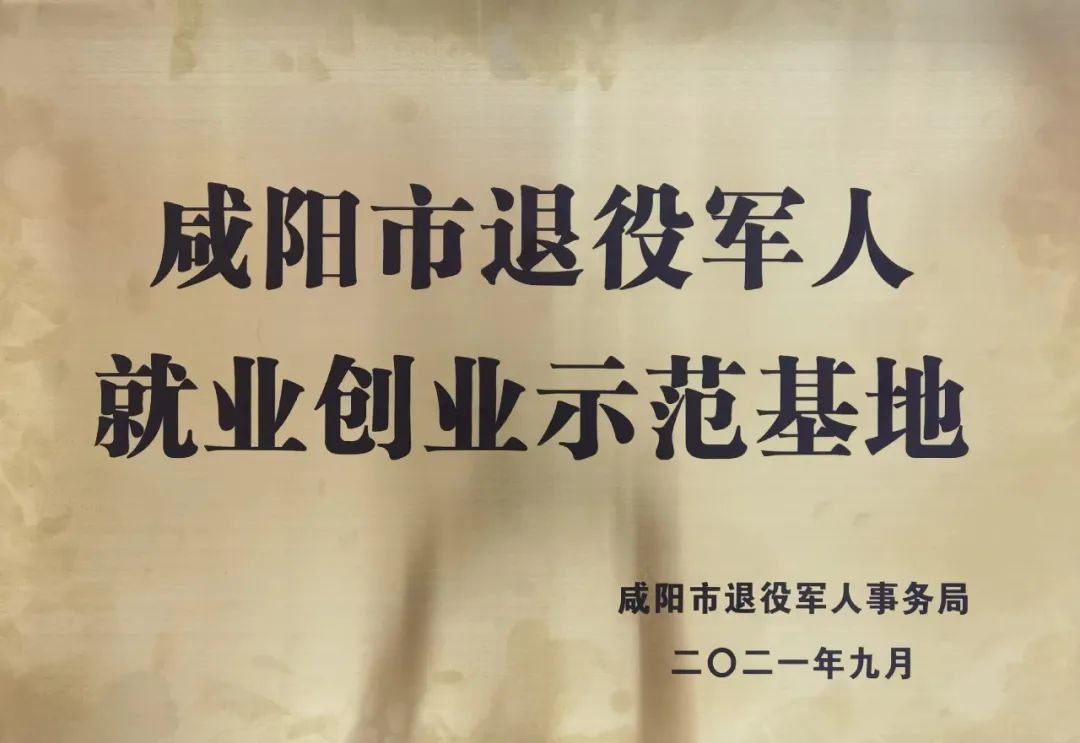 咸阳市退役军人
就业创业示范基地
咸阳市退役军人事务局
二〇二一年九月